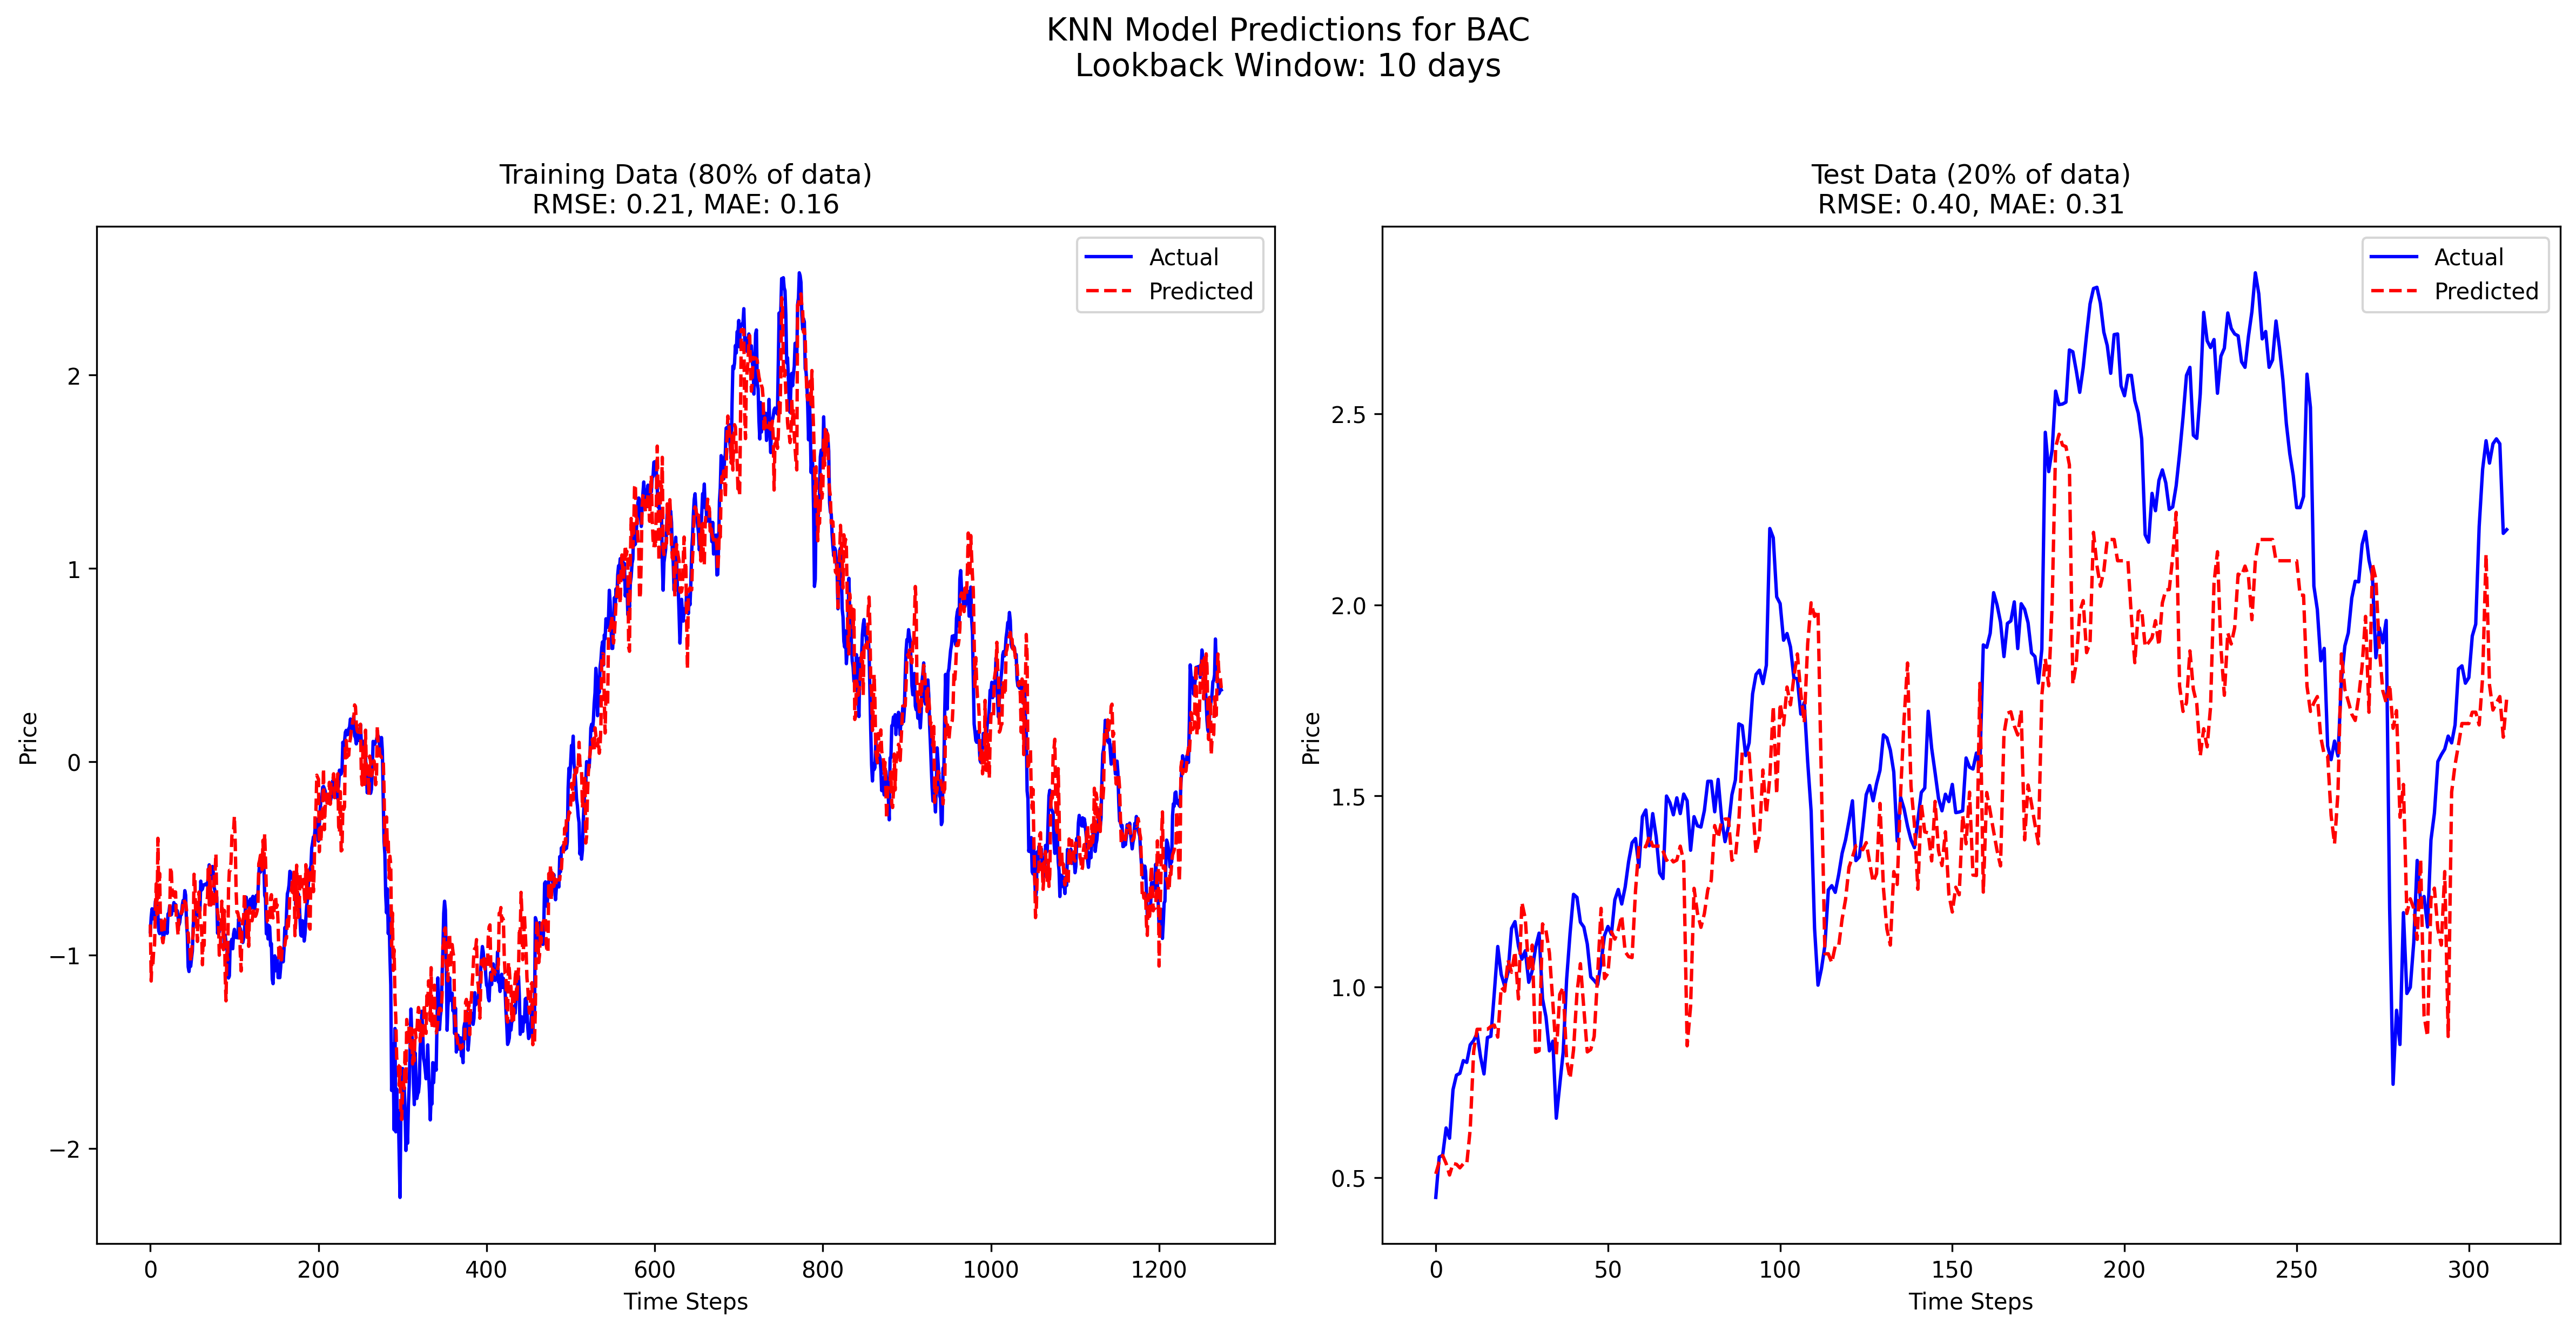 KNN Model Predictions for BAC
Lookback Window: 10 days
Training Data (80% of data)
RMSE: 0.21, MAE: 0.16
Actual
Predicted
Price
2
1
0
−1
−2
0 200 400 600 800 1000 1200
Time Steps
Test Data (20% of data)
RMSE: 0.40, MAE: 0.31
Actual
Predicted
Price
2.5
2.0
1.5
1.0
0.5
0 50 100 150 200 250 300
Time Steps